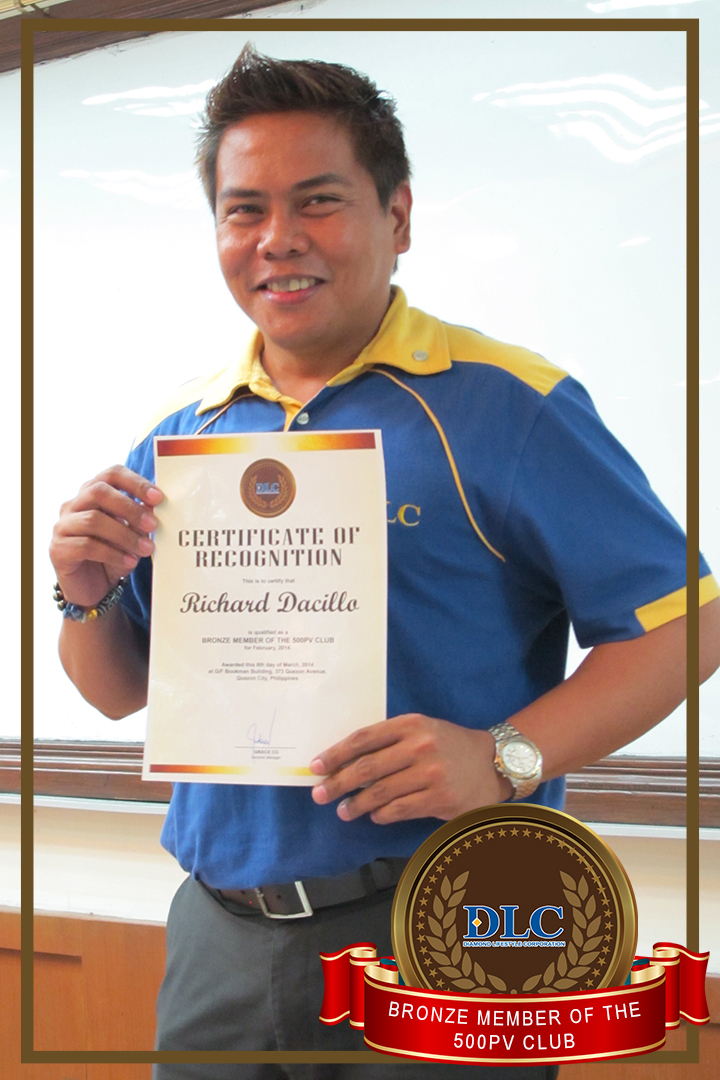 DLC
CERTIFICATE OF
RECOGNITION
This is to certify that
Richard Dacillo
is qualified as a
BRONZE MEMBER OF THE 500PV CLUB
for February, 2014
Awarded this 8th day of March, 2014
at G/F Bookman Building, 373 Quezon Avenue,
Quezon City, Philippines
General Manager
LC
DLC
DIAMOND LIFESTYLE CORPORATION
BRONZE MEMBER OF THE
500PV CLUB